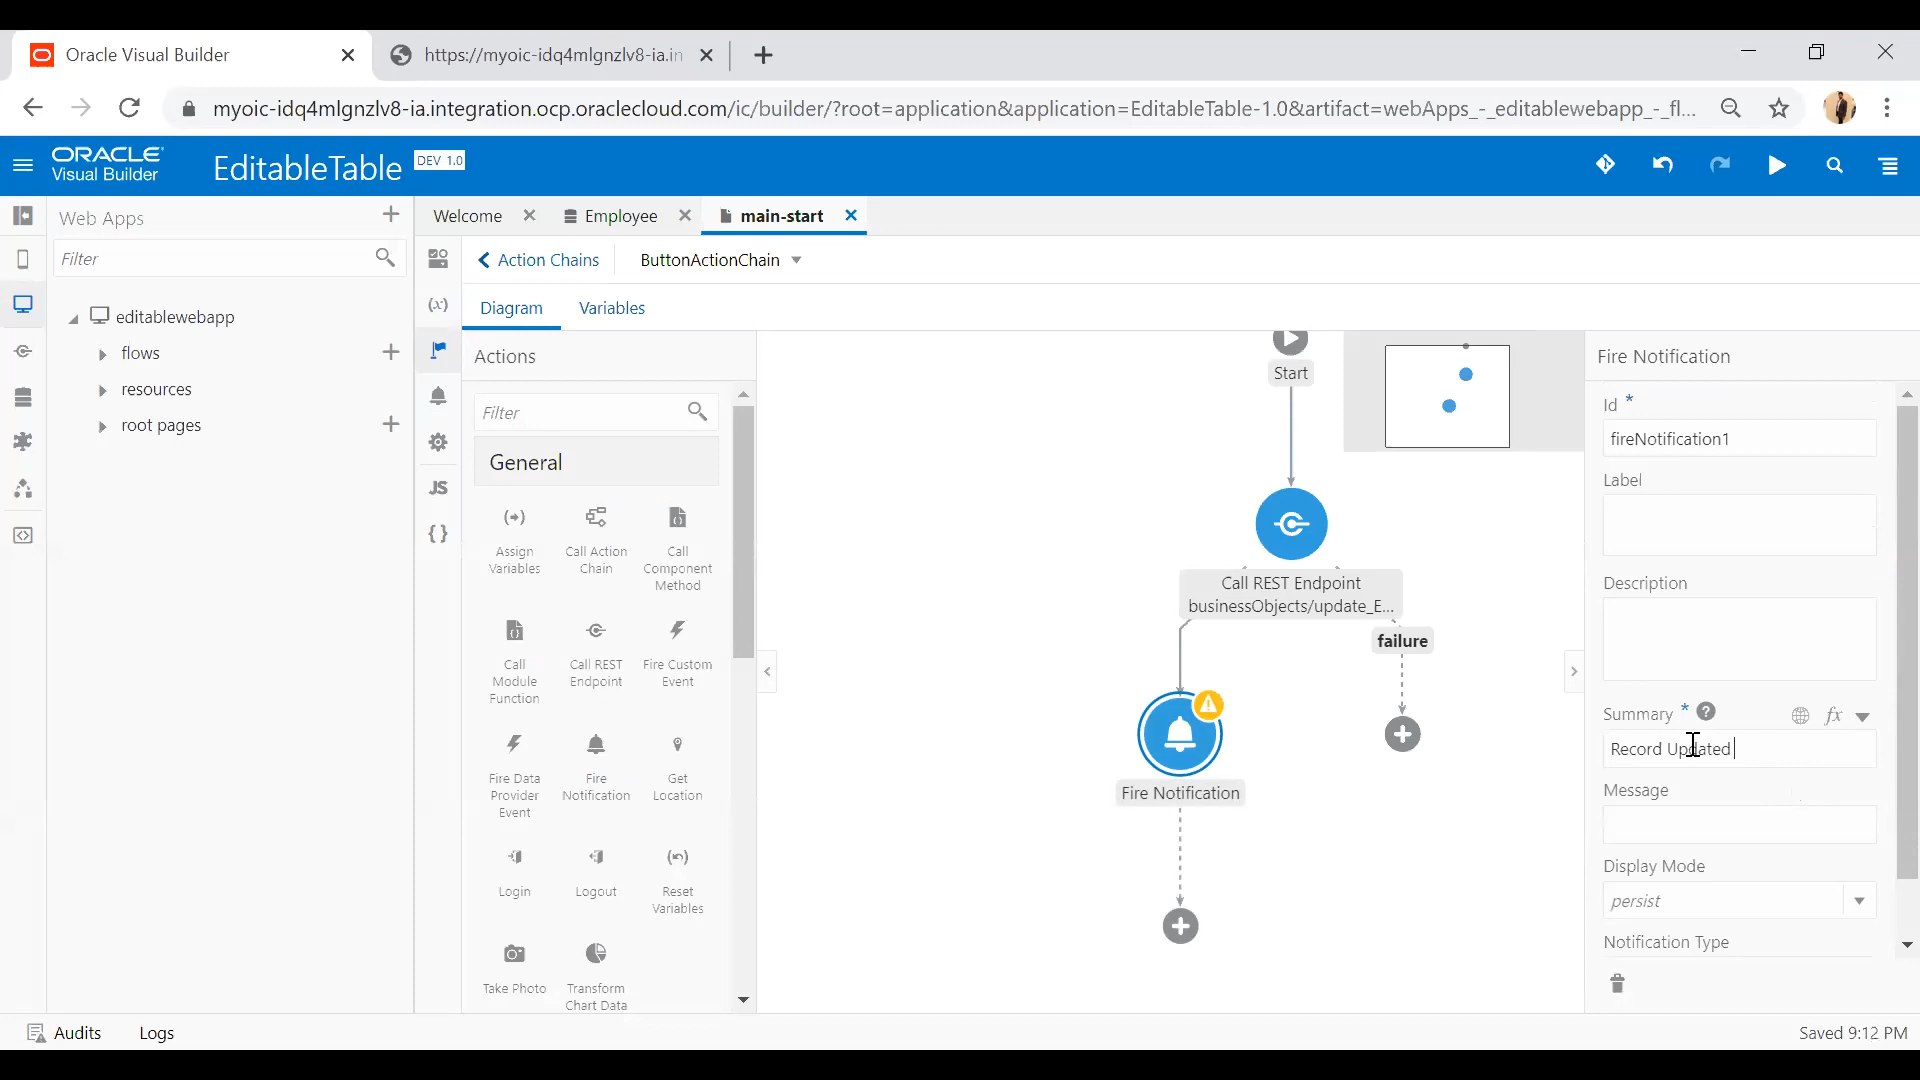 Oracle Visual Builder
https://myoic-idq4mlgnzlv8-ia.in
myoic-idq4mlgnzlv8-ia.integration.ocp.oraclecloud.com/ic/builder/?root=application&application=EditableTable-1.0&artifact=webApps_-_editablewebapp_-_fl...
ORACLE
Visual Builder
EditableTable
DEV 1.0
Web Apps
Filter
editablewebapp
flows
resources
root pages
Welcome
Employee
main-start
Action Chains
ButtonActionChain
Diagram
Variables
(x)
JS
{ }
Actions
Filter
General
Assign
Variables
Call Action
Chain
Call
Component
Method
Call
Module
Function
Call REST
Endpoint
Fire Custom
Event
Fire Data
Provider
Event
Fire
Notification
Get
Location
Login
Logout
Reset
Variables
Take Photo
Transform
Chart Data
Start
Call REST Endpoint
businessObjects/update_E...
failure
Fire Notification
Fire Notification
Id *
fireNotification1
Label
Description
Summary * ?
fx
Record Updated
Message
Display Mode
persist
Notification Type
Audits
Logs
Saved 9:12 PM